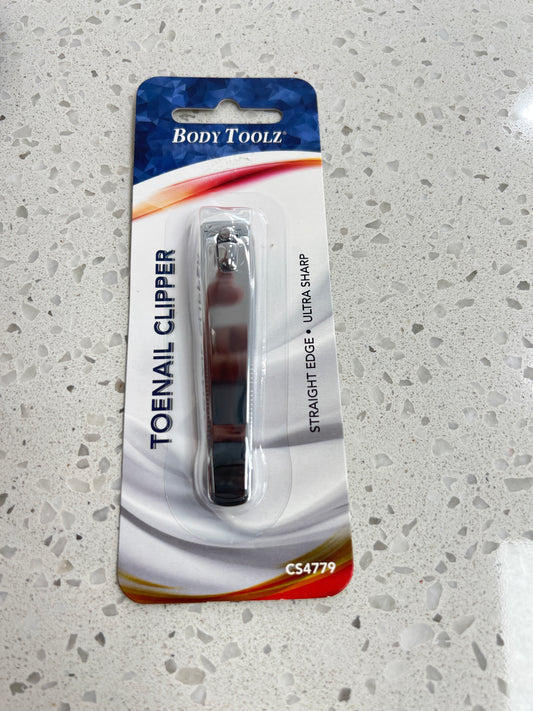 BODY TOOLZ®
TOENAIL CLIPPER
STRAIGHT EDGE • ULTRA SHARP
CS4779